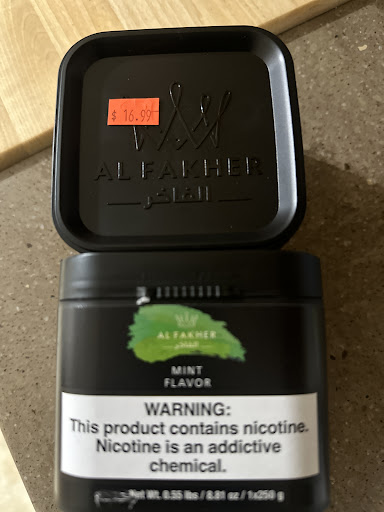 $ 16.99
AL FAKHER
الفاخر
AL FAKHER
الفاخر
MINT
FLAVOR
WARNING:
This product contains nicotine.
Nicotine is an addictive
chemical.
Net Wt. 0.55 lbs / 8.81 oz / 1x250 g